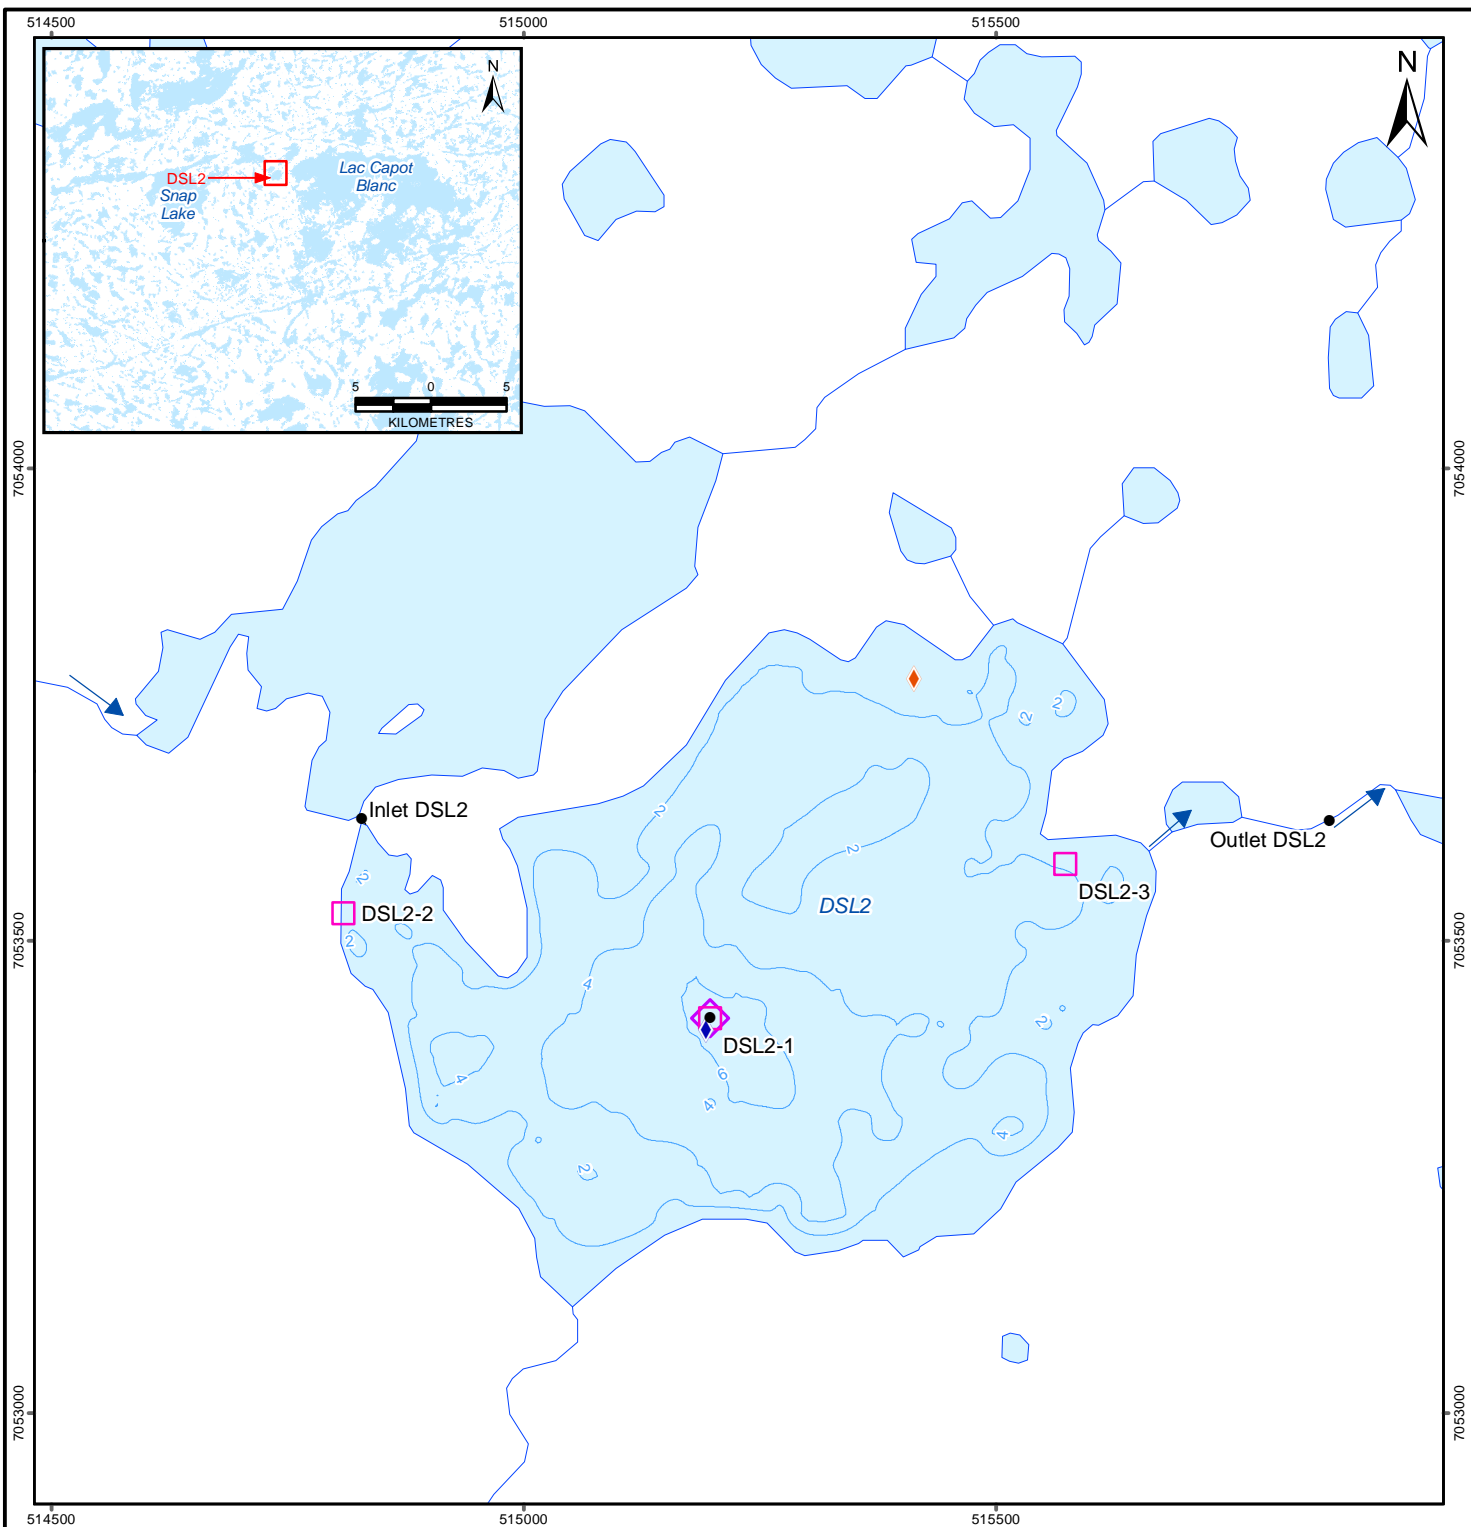 514500 515000 515500
N
N
Lac Capot
Blanc
DSL2
Snap
Lake
5 0 5
KILOMETRES
7054000 7054000
2
2
Inlet DSL2
2
Outlet DSL2
2
2
DSL2-3
DSL2
DSL2-2
2
7053500 7053500
4
2
DSL2-1
6
4
4
4
2
7053000 7053000
514500 515000 515500